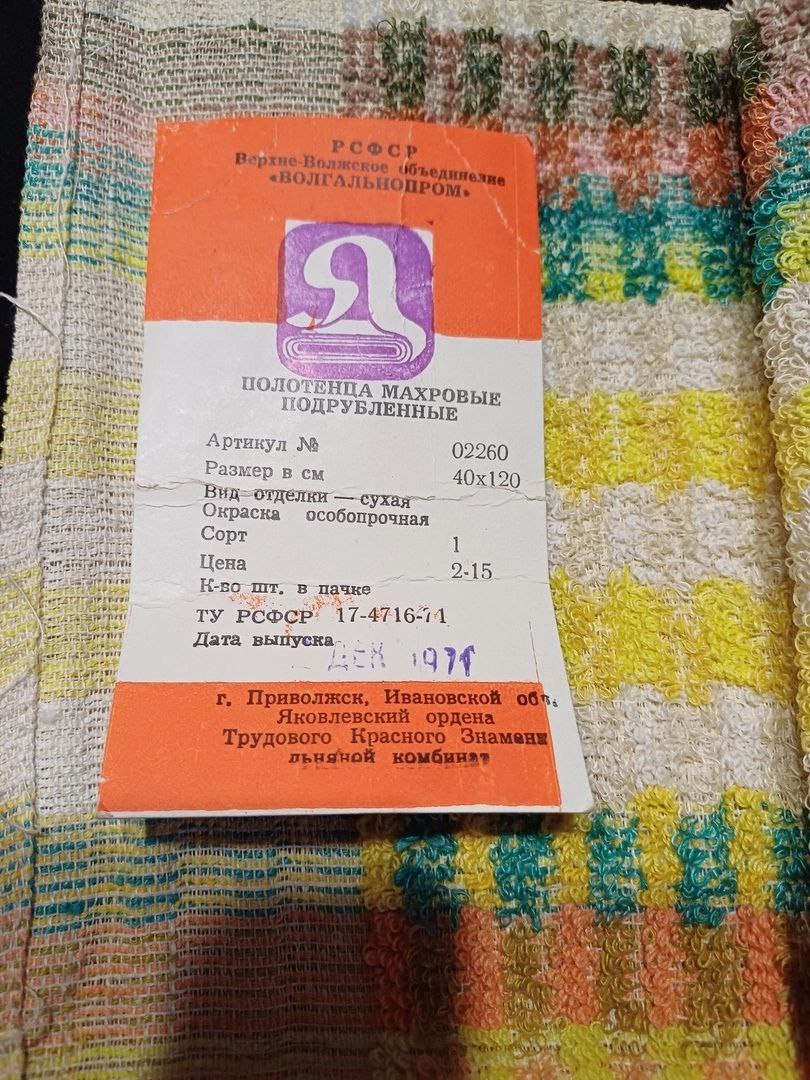 РСФСР
Верхне-Волжское объединение
«ВОЛГАЛЬНОПРОМ»
ПОЛОТЕНЦА МАХРОВЫЕ
ПОДРУБЛЕННЫЕ
Артикул № 02260
Размер в см 40х120
Вид отделки — сухая
Окраска особопрочная
Сорт 1
Цена 2-15
К-во шт. в пачке
ТУ РСФСР 17-4716-71
Дата выпуска
ДЕК 1971
г. Приволжск, Ивановской обл.
Яковлевский ордена
Трудового Красного Знамени
льняной комбинат